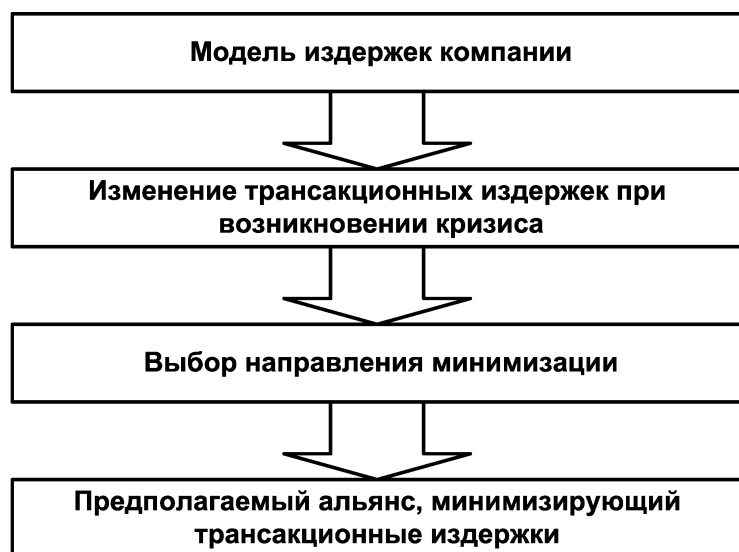 Модель издержек компании
Изменение трансакционных издержек при
возникновении кризиса
Выбор направления минимизации
Предполагаемый альянс, минимизирующий
трансакционные издержки